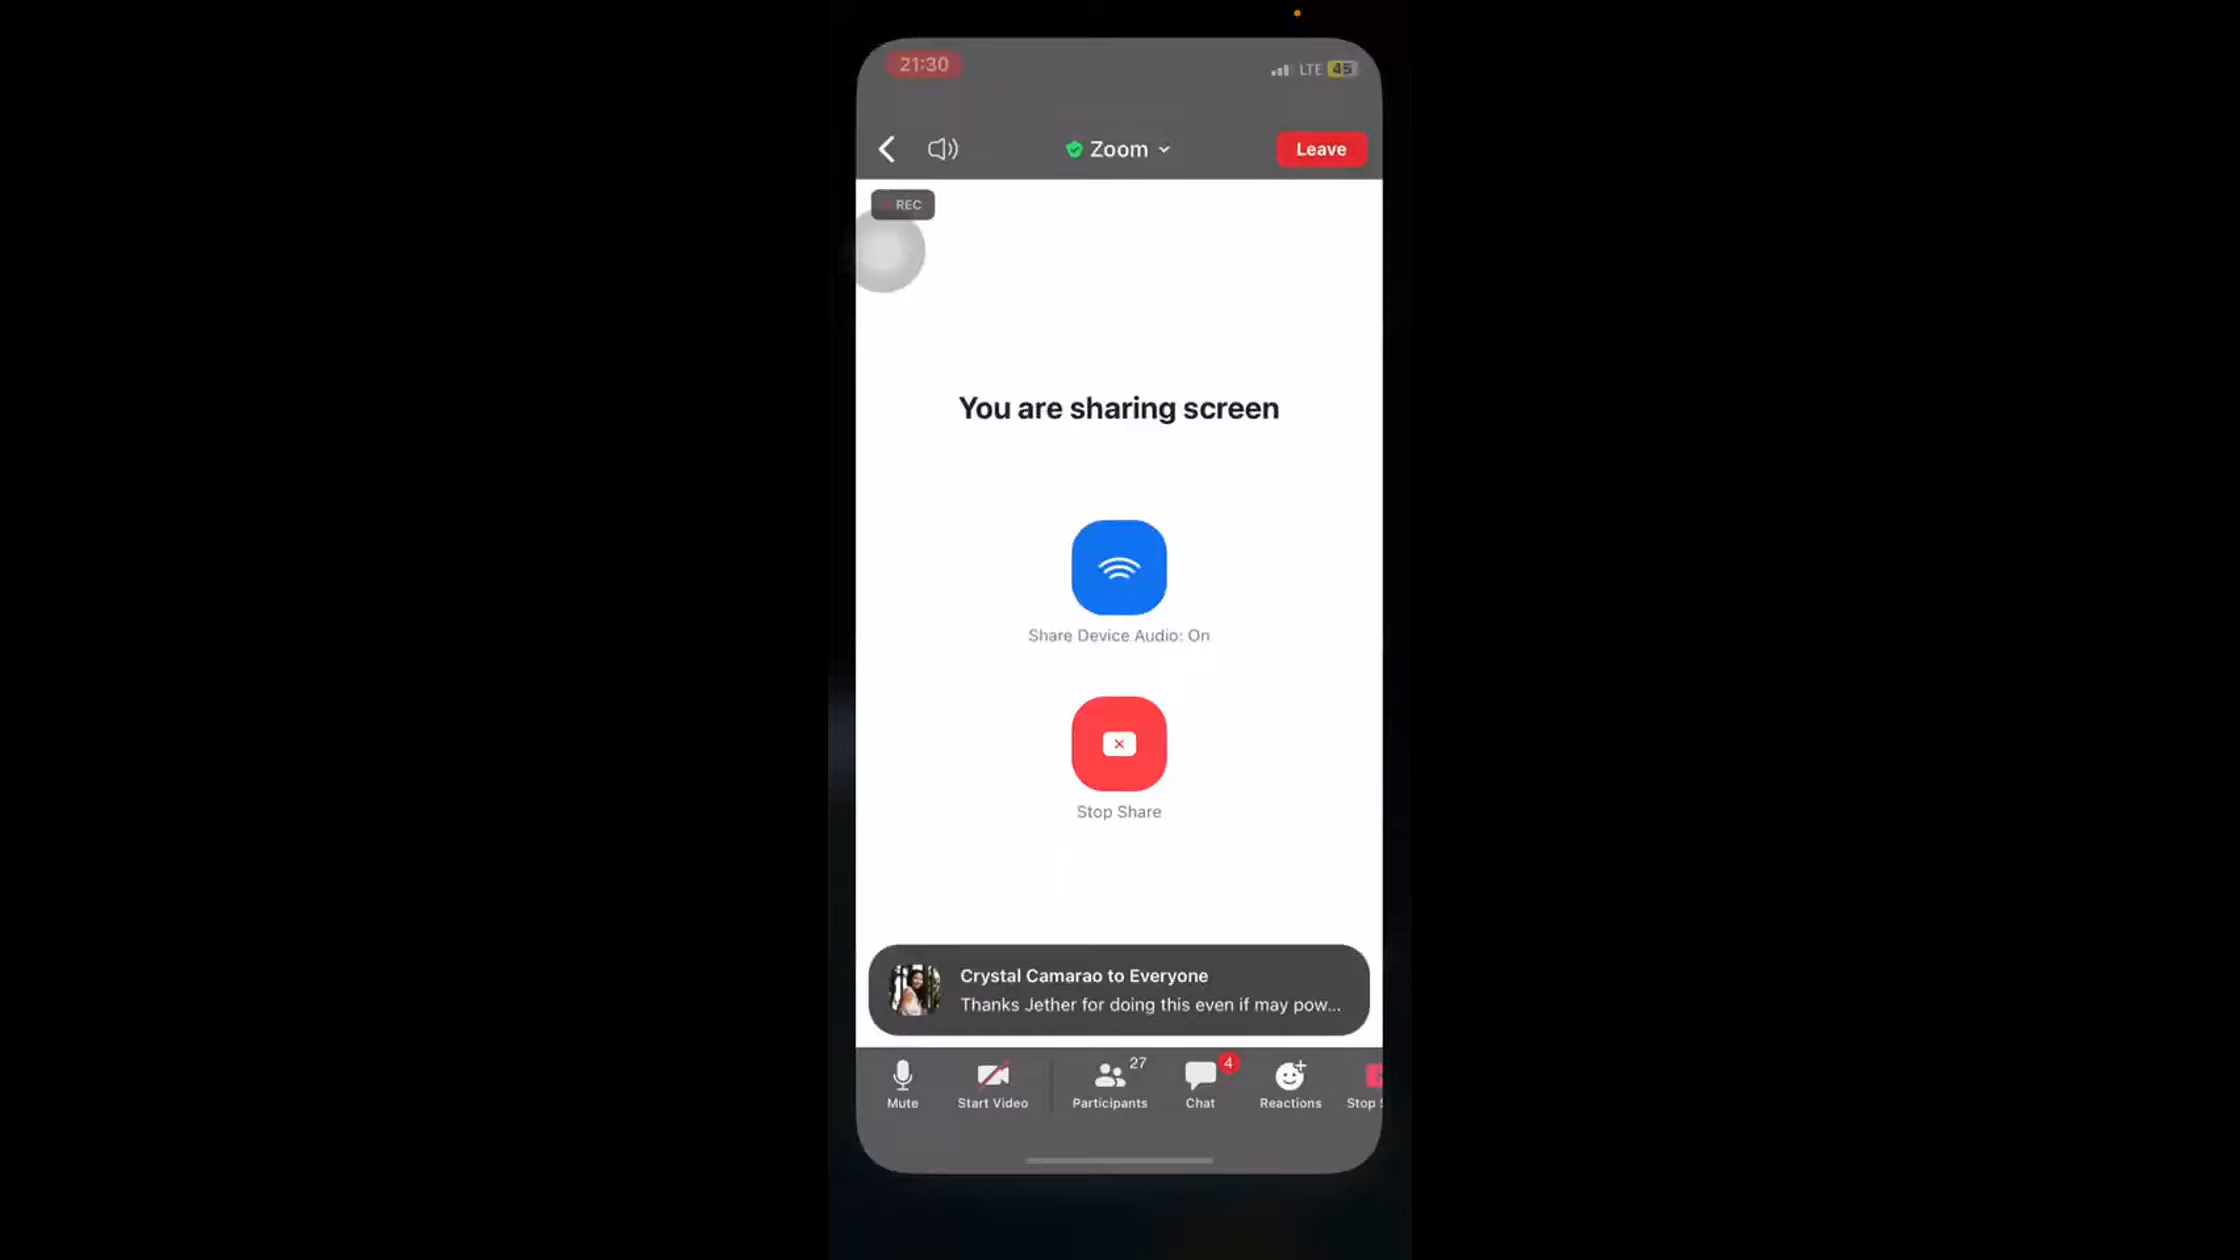 21:30
LTE 45
Zoom
Leave
REC
You are sharing screen
Share Device Audio: On
Stop Share
Crystal Camarao to Everyone
Thanks Jether for doing this even if may pow...
27
4
Mute
Start Video
Participants
Chat
Reactions
Stop